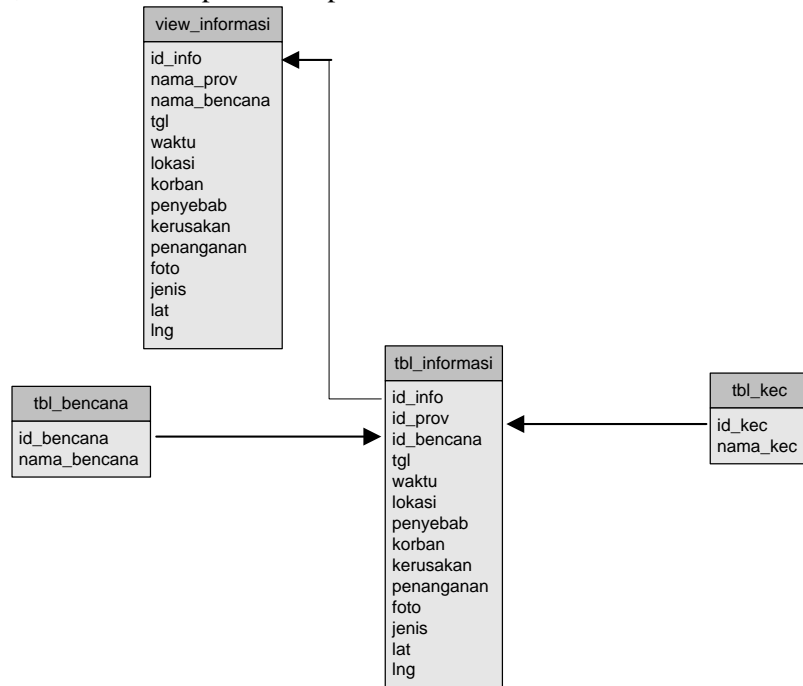 view_informasi
id_info
nama_prov
nama_bencana
tgl
waktu
lokasi
korban
penyebab
kerusakan
penanganan
foto
jenis
lat
lng
tbl_bencana
id_bencana
nama_bencana
tbl_informasi
id_info
id_prov
id_bencana
tgl
waktu
lokasi
penyebab
korban
kerusakan
penanganan
foto
jenis
lat
lng
tbl_kec
id_kec
nama_kec